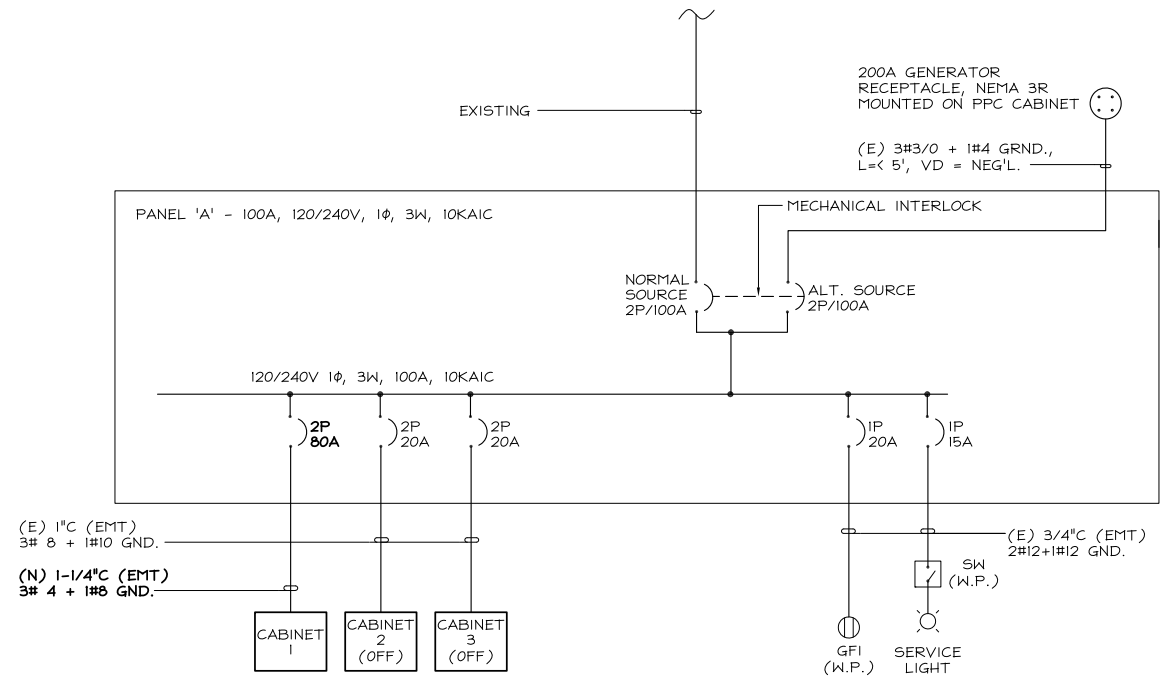 EXISTING
200A GENERATOR
RECEPTACLE, NEMA 3R
MOUNTED ON PPC CABINET
(E) 3#3/0 + 1#4 GRND.,
L=< 5', VD = NEG'L.
PANEL 'A' - 100A, 120/240V, 1Φ, 3W, 10KAIC
MECHANICAL INTERLOCK
NORMAL
SOURCE
2P/100A
ALT. SOURCE
2P/100A
120/240V 1Φ, 3W, 100A, 10KAIC
2P
80A
2P
20A
2P
20A
1P
20A
1P
15A
(E) 1"C (EMT)
3# 8 + 1#10 GND.
(N) 1-1/4"C (EMT)
3# 4 + 1#8 GND.
(E) 3/4"C (EMT)
2#12+1#12 GND.
SW
(W.P.)
CABINET
1
CABINET
2
(OFF)
CABINET
3
(OFF)
GFI
(W.P.)
SERVICE
LIGHT